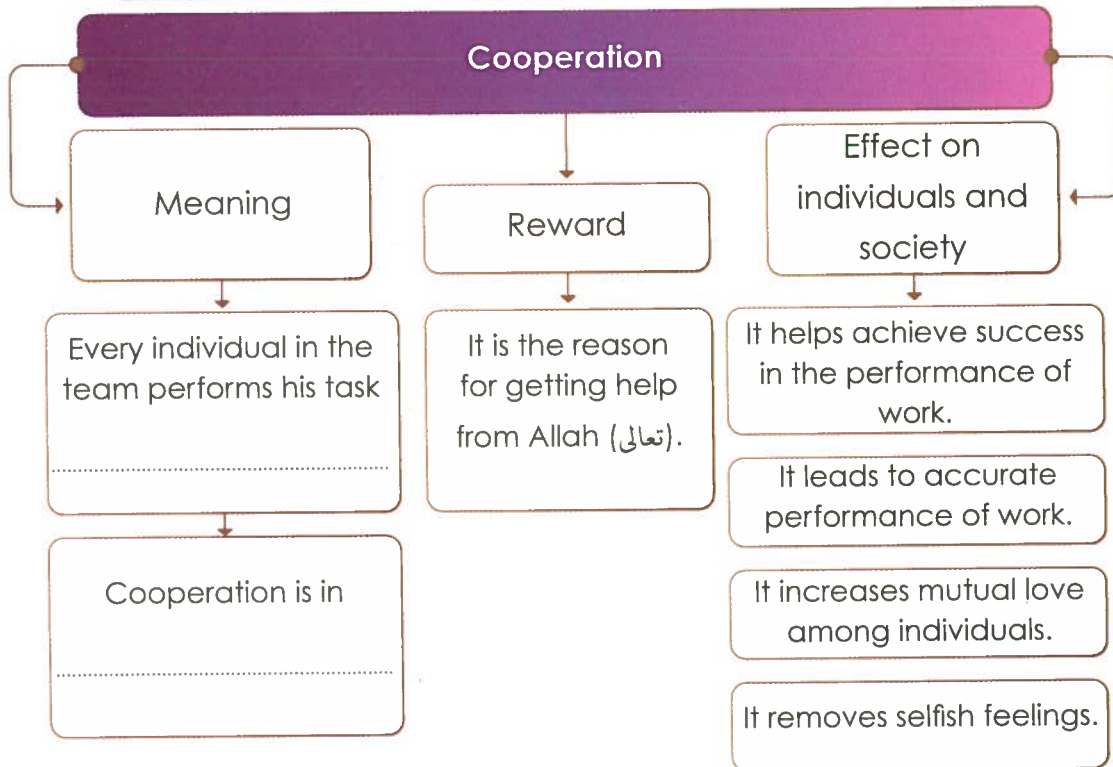 Cooperation
Meaning
Every individual in the
team performs his task
Cooperation is in
Reward
It is the reason
for getting help
from Allah (تعالى).
Effect on
individuals and
society
It helps achieve success
in the performance of
work.
It leads to accurate
performance of work.
It increases mutual love
among individuals.
It removes selfish feelings.